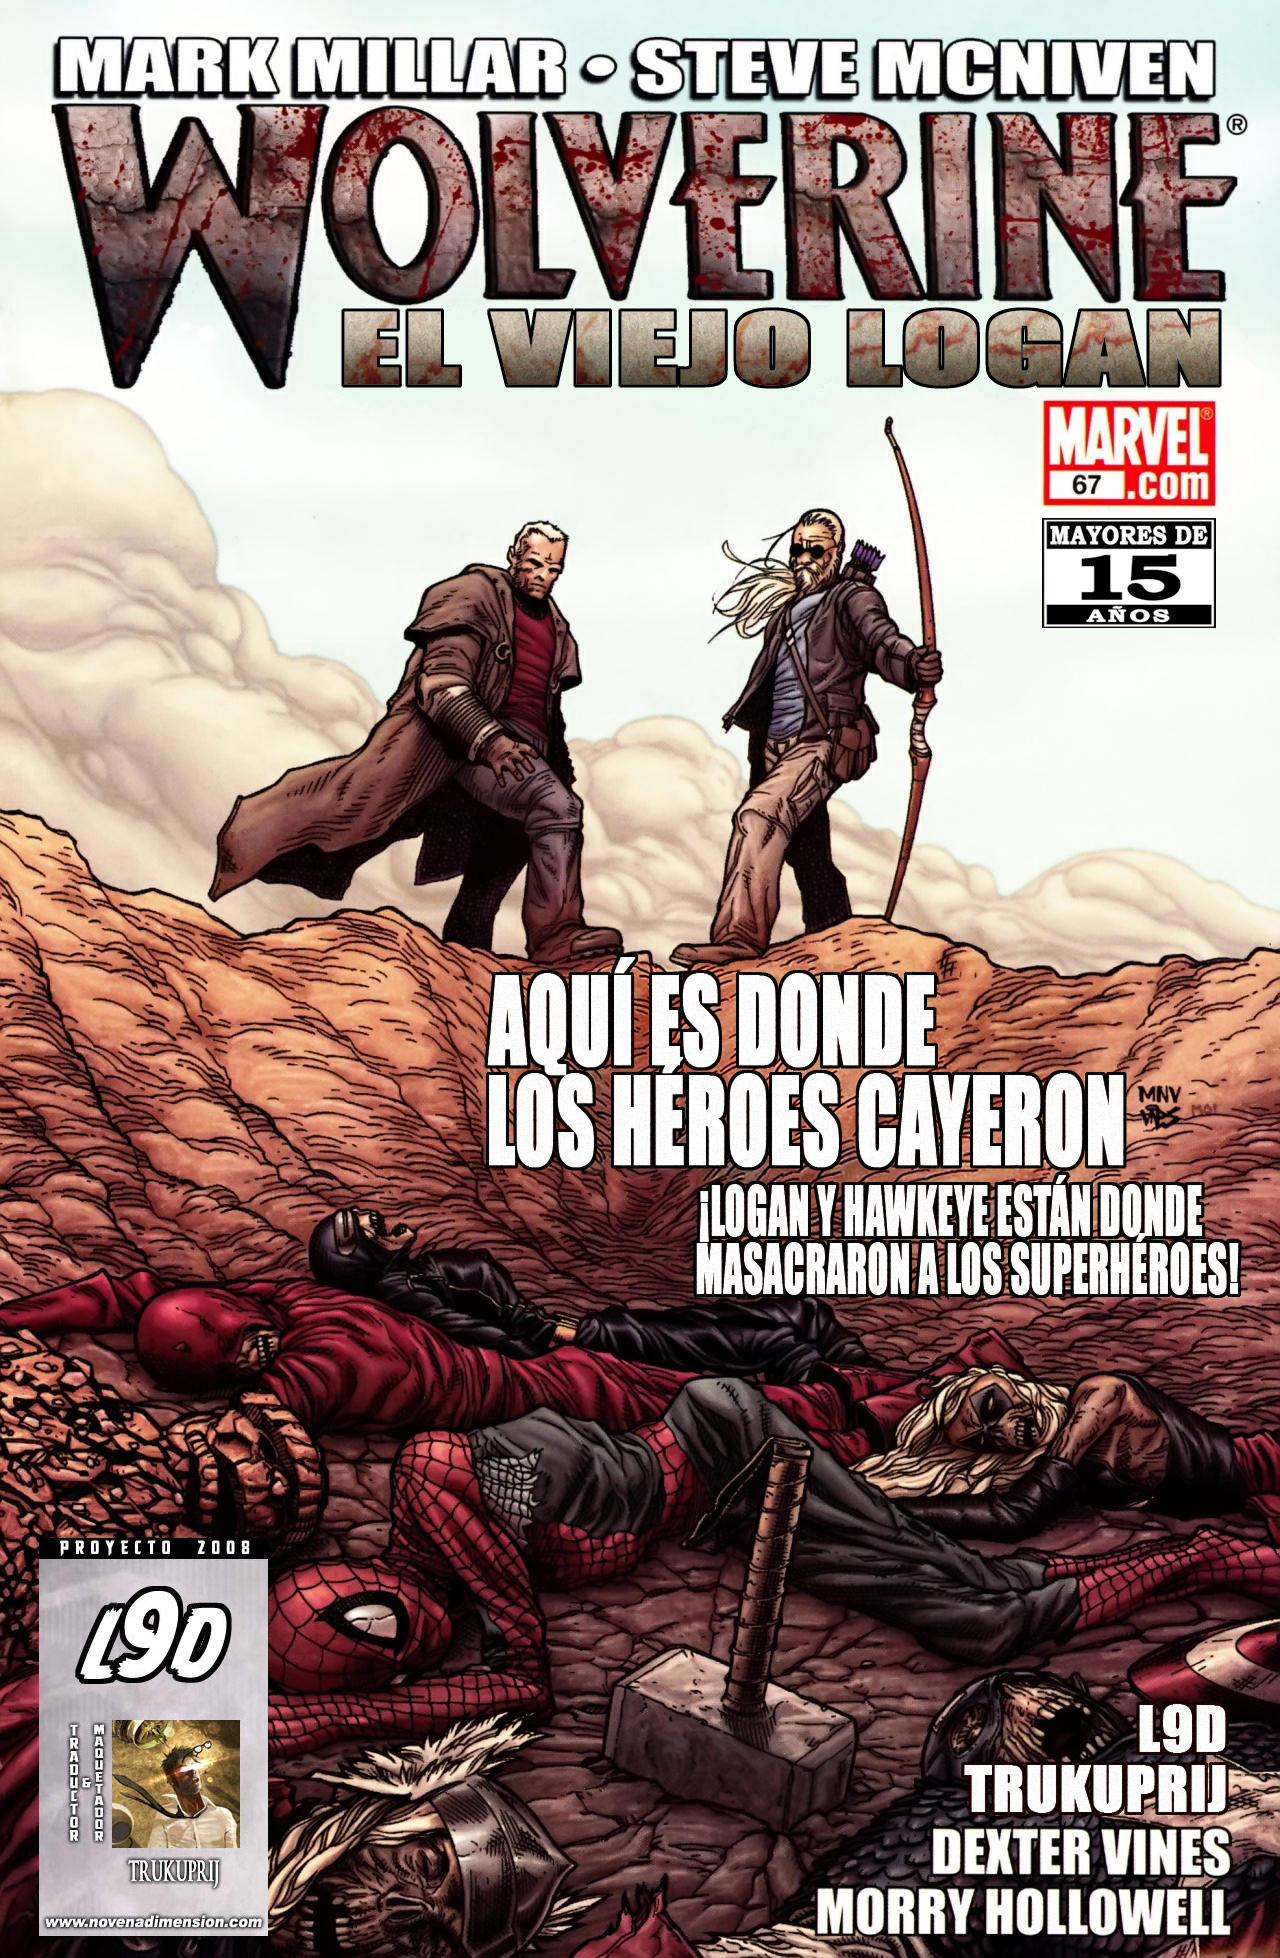 MARK MILLAR • STEVE MCNIVEN
WOLVERINE®
EL VIEJO LOGAN
MARVEL®
67 .com
MAYORES DE
15
AÑOS
AQUÍ ES DONDE
LOS HÉROES CAYERON
MNV
¡LOGAN Y HAWKEYE ESTÁN DONDE
MASACRARON A LOS SUPERHÉROES!
PROYECTO 2008
L9D
TRADUCTOR
&
MAQUETADOR
TRUKUPRIJ
www.novenadimension.com
L9D
TRUKUPRIJ
DEXTER VINES
MORRY HOLLOWELL